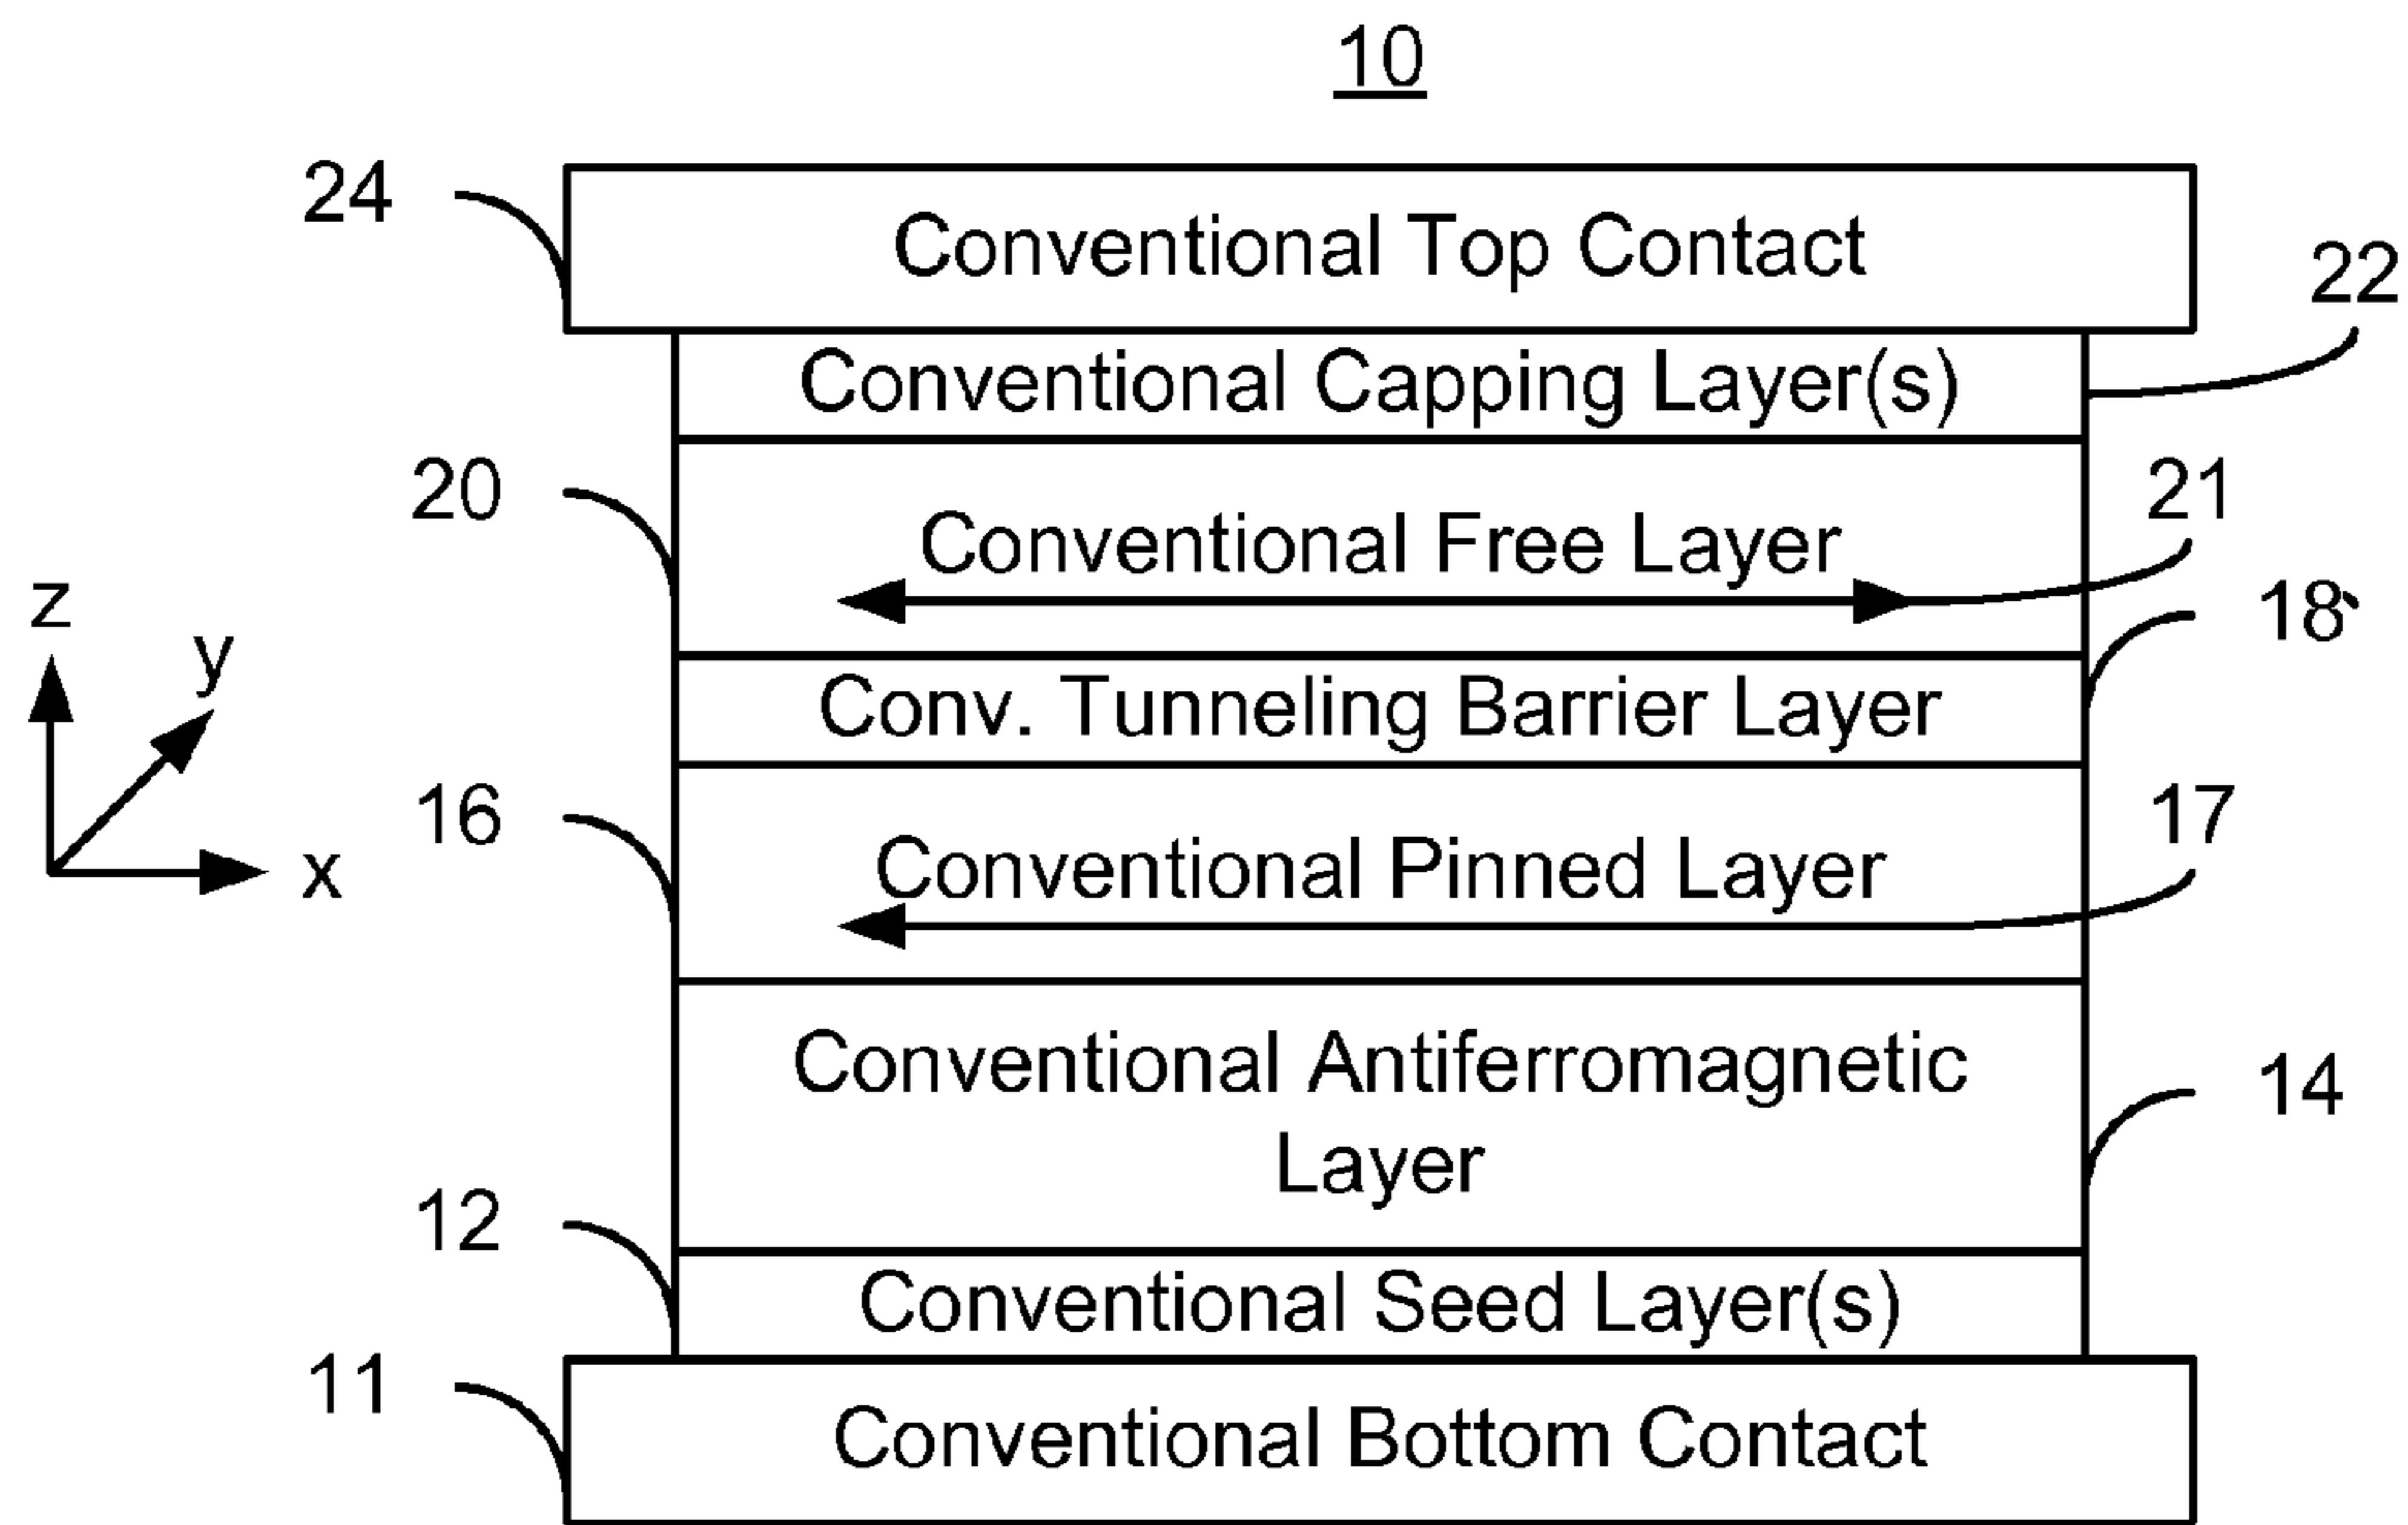 10
24
Conventional Top Contact
22
Conventional Capping Layer(s)
20
21
Conventional Free Layer
18`
z
y
x
Conv. Tunneling Barrier Layer
16
17
Conventional Pinned Layer
Conventional Antiferromagnetic
Layer
14
12
Conventional Seed Layer(s)
11
Conventional Bottom Contact